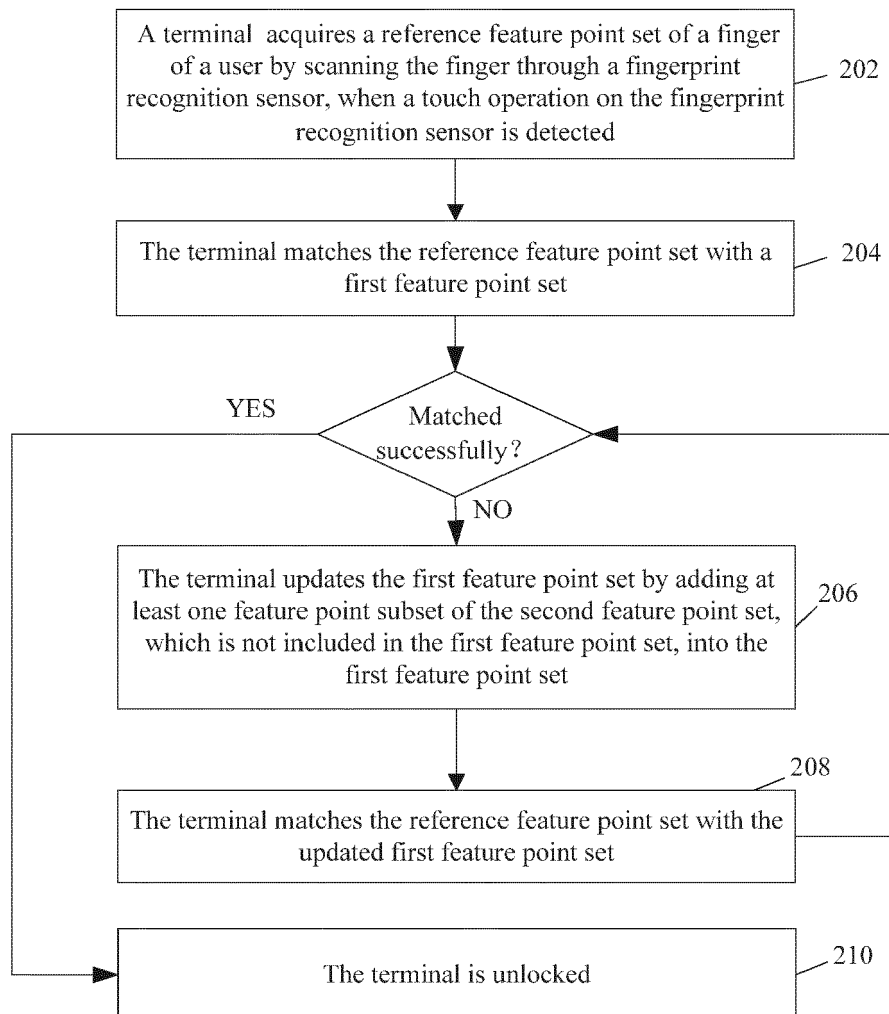 A terminal acquires a reference feature point set of a finger
of a user by scanning the finger through a fingerprint
recognition sensor, when a touch operation on the fingerprint
recognition sensor is detected
202
The terminal matches the reference feature point set with a
first feature point set
204
YES
Matched
successfully?
NO
The terminal updates the first feature point set by adding at
least one feature point subset of the second feature point set,
which is not included in the first feature point set, into the
first feature point set
206
208
The terminal matches the reference feature point set with the
updated first feature point set
The terminal is unlocked
210